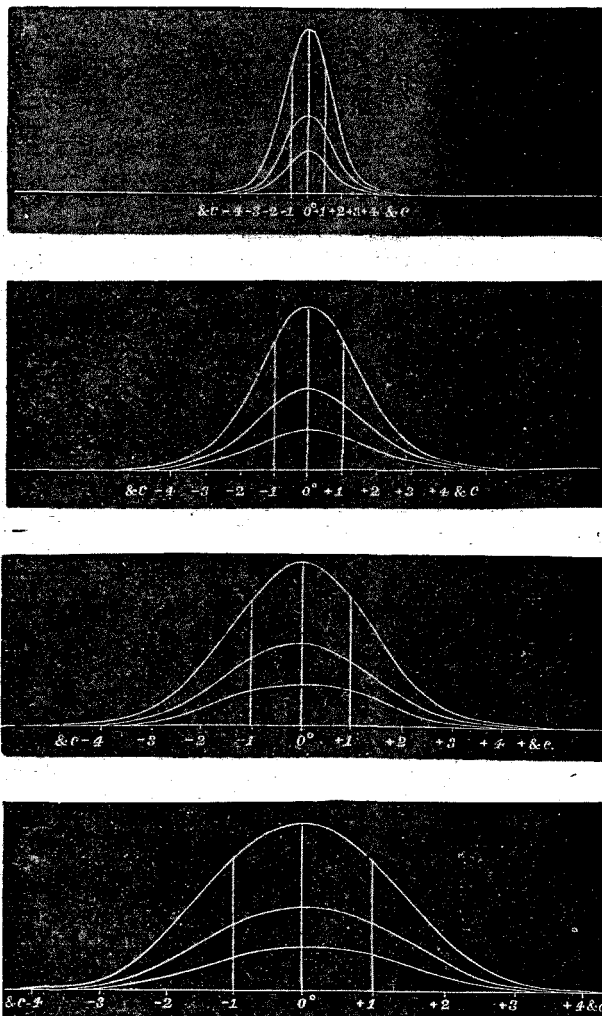 &c -4 -3 -2 -1 0° -1 +2 +3 +4 &c
&c -4 -3 -2 -1 0° +1 +2 +3 +4 &c
&c -4 -3 -2 -1 0° +1 +2 +3 +4 +&c.
&c -4 -3 -2 -1 0° +1 +2 +3 +4 &c